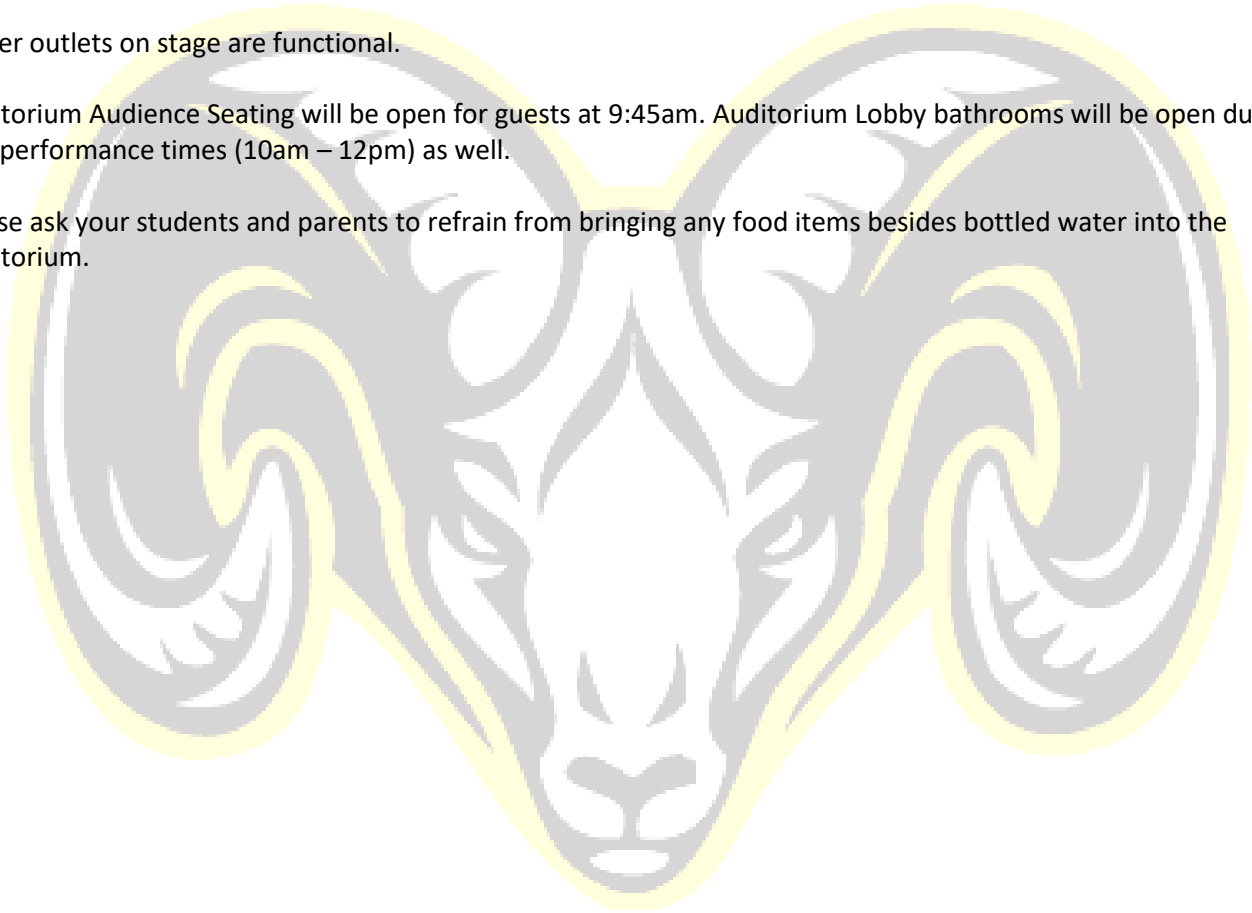 er outlets on stage are functional.
torium Audience Seating will be open for guests at 9:45am. Auditorium Lobby bathrooms will be open du
performance times (10am – 12pm) as well.
se ask your students and parents to refrain from bringing any food items besides bottled water into the
torium.